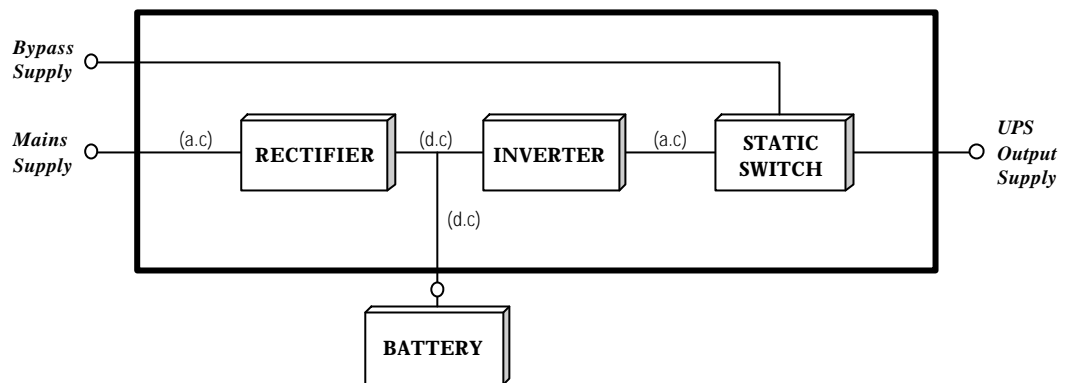 Bypass
Supply
Mains
Supply
(a.c)
RECTIFIER
(d.c)
INVERTER
(a.c)
STATIC
SWITCH
UPS
Output
Supply
(d.c)
BATTERY